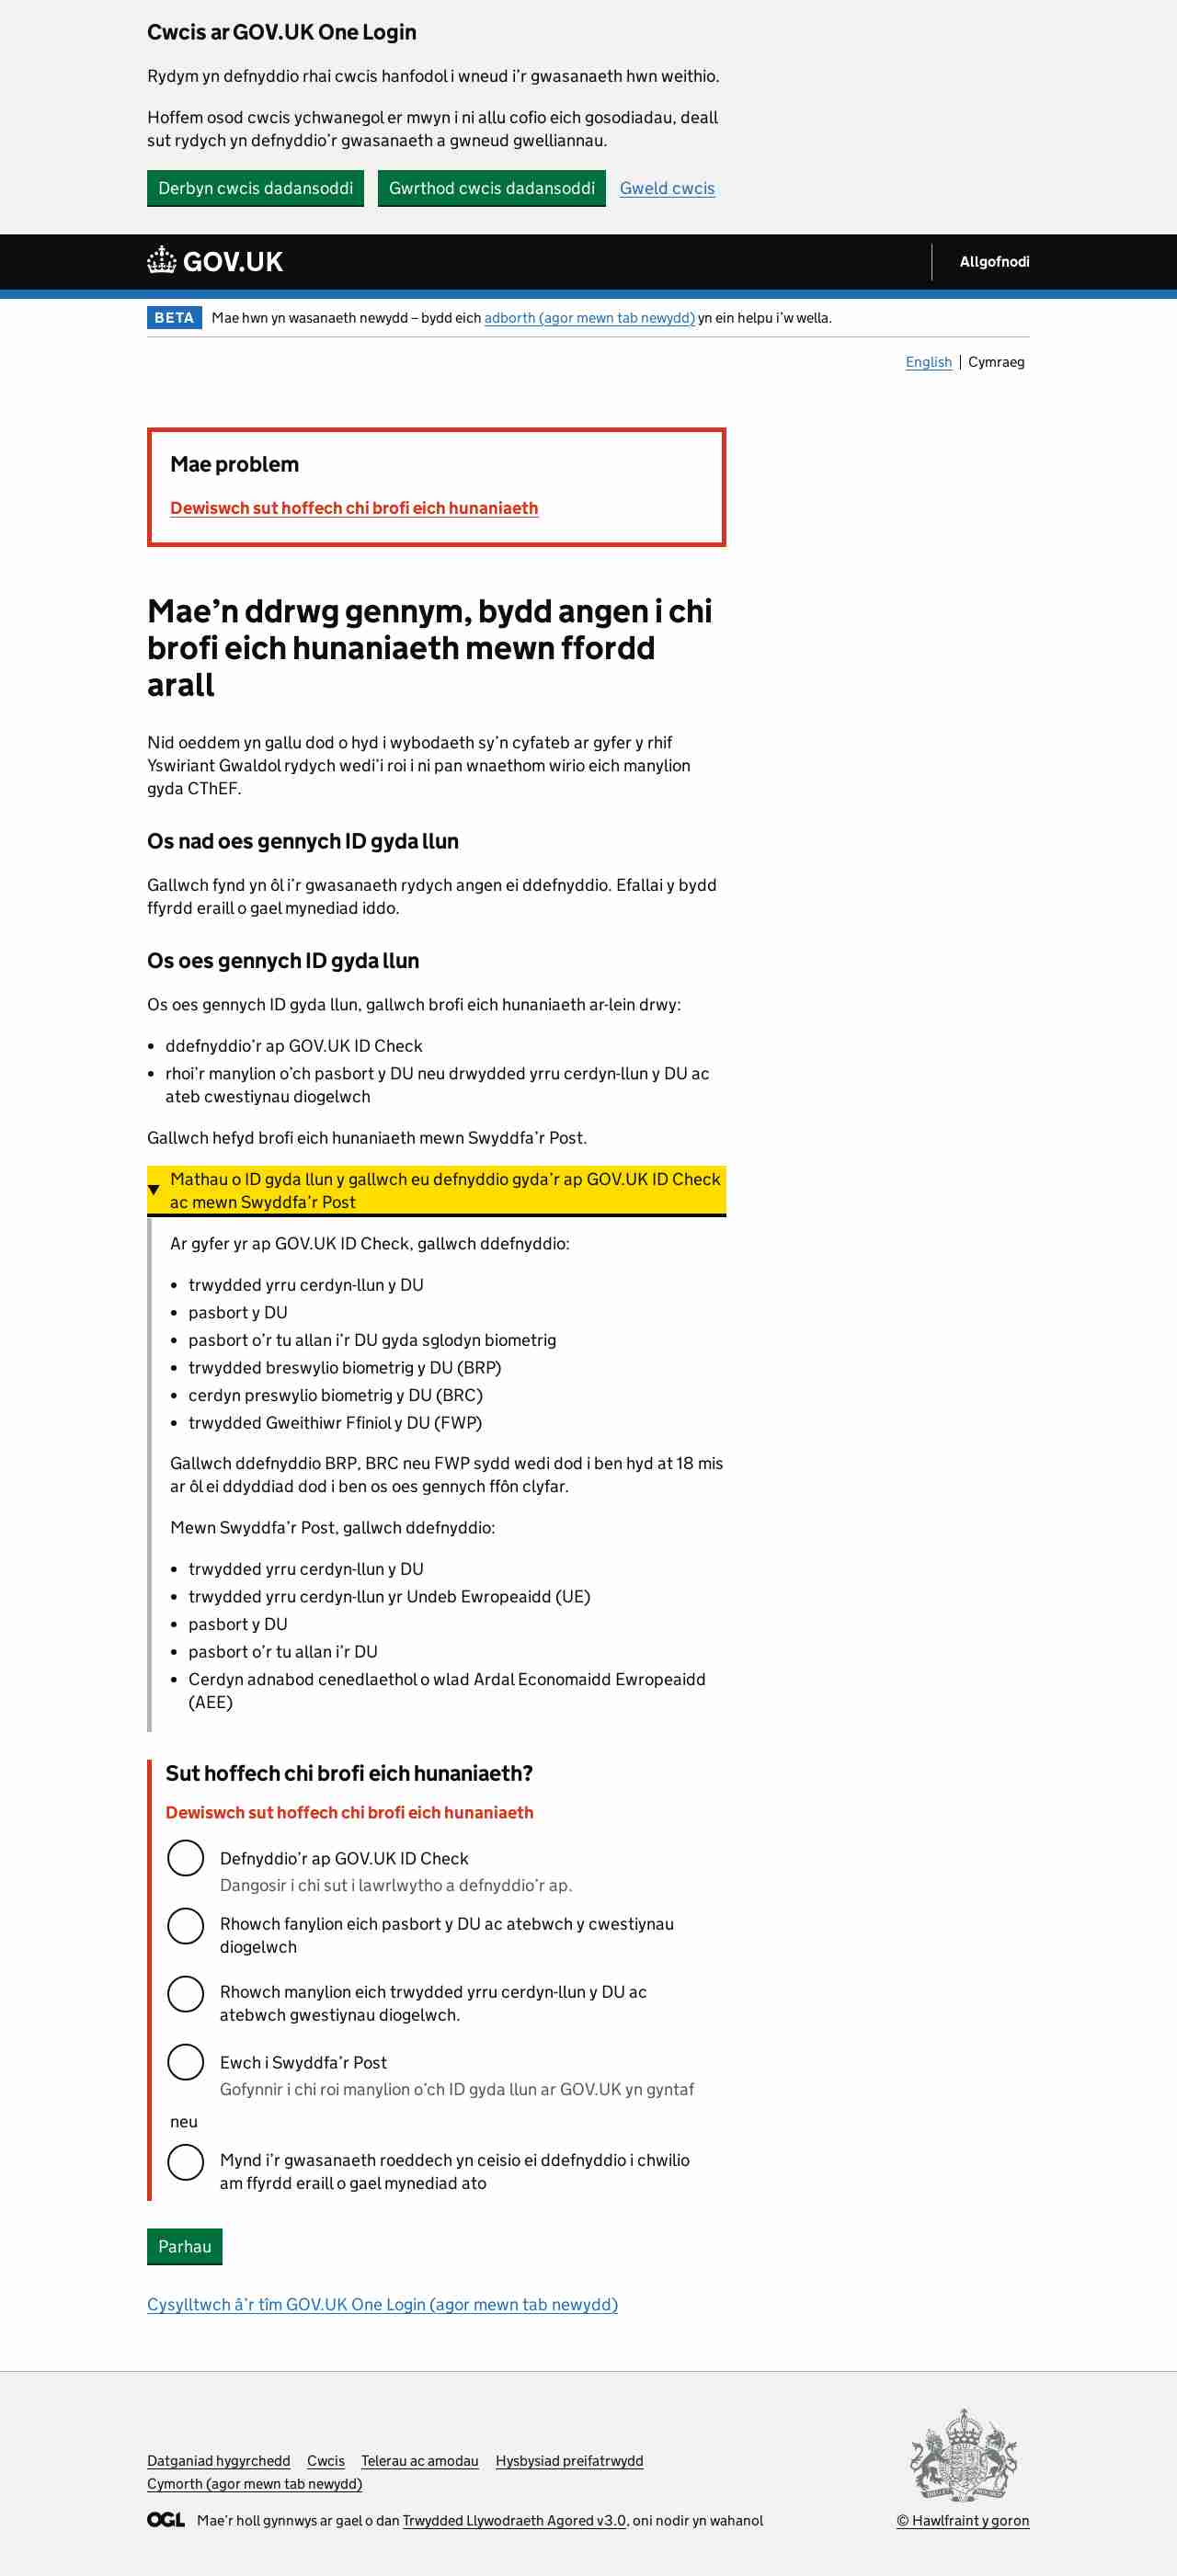 Cwcis ar GOV.UK One Login
Rydym yn defnyddio rhai cwcis hanfodol i wneud i’r gwasanaeth hwn weithio.
Hoffem osod cwcis ychwanegol er mwyn i ni allu cofio eich gosodiadau, deall
sut rydych yn defnyddio’r gwasanaeth a gwneud gwelliannau.
Derbyn cwcis dadansoddi
Gwrthod cwcis dadansoddi
Gweld cwcis
GOV.UK
Allgofnodi
BETA
Mae hwn yn wasanaeth newydd – bydd eich adborth (agor mewn tab newydd) yn ein helpu i’w wella.
English
Cymraeg
Mae problem
Dewiswch sut hoffech chi brofi eich hunaniaeth
Mae’n ddrwg gennym, bydd angen i chi
brofi eich hunaniaeth mewn ffordd
arall
Nid oeddem yn gallu dod o hyd i wybodaeth sy’n cyfateb ar gyfer y rhif
Yswiriant Gwaldol rydych wedi’i roi i ni pan wnaethom wirio eich manylion
gyda CThEF.
Os nad oes gennych ID gyda llun
Gallwch fynd yn ôl i’r gwasanaeth rydych angen ei ddefnyddio. Efallai y bydd
ffyrdd eraill o gael mynediad iddo.
Os oes gennych ID gyda llun
Os oes gennych ID gyda llun, gallwch brofi eich hunaniaeth ar-lein drwy:
ddefnyddio’r ap GOV.UK ID Check
rhoi’r manylion o’ch pasbort y DU neu drwydded yrru cerdyn-llun y DU ac
ateb cwestiynau diogelwch
Gallwch hefyd brofi eich hunaniaeth mewn Swyddfa’r Post.
Mathau o ID gyda llun y gallwch eu defnyddio gyda’r ap GOV.UK ID Check
ac mewn Swyddfa’r Post
Ar gyfer yr ap GOV.UK ID Check, gallwch ddefnyddio:
trwydded yrru cerdyn-llun y DU
pasbort y DU
pasbort o’r tu allan i’r DU gyda sglodyn biometrig
trwydded breswylio biometrig y DU (BRP)
cerdyn preswylio biometrig y DU (BRC)
trwydded Gweithiwr Ffiniol y DU (FWP)
Gallwch ddefnyddio BRP, BRC neu FWP sydd wedi dod i ben hyd at 18 mis
ar ôl ei ddyddiad dod i ben os oes gennych ffôn clyfar.
Mewn Swyddfa’r Post, gallwch ddefnyddio:
trwydded yrru cerdyn-llun y DU
trwydded yrru cerdyn-llun yr Undeb Ewropeaidd (UE)
pasbort y DU
pasbort o’r tu allan i’r DU
Cerdyn adnabod cenedlaethol o wlad Ardal Economaidd Ewropeaidd
(AEE)
Sut hoffech chi brofi eich hunaniaeth?
Dewiswch sut hoffech chi brofi eich hunaniaeth
Defnyddio’r ap GOV.UK ID Check
Dangosir i chi sut i lawrlwytho a defnyddio’r ap.
Rhowch fanylion eich pasbort y DU ac atebwch y cwestiynau
diogelwch
Rhowch manylion eich trwydded yrru cerdyn-llun y DU ac
atebwch gwestiynau diogelwch.
Ewch i Swyddfa’r Post
Gofynnir i chi roi manylion o’ch ID gyda llun ar GOV.UK yn gyntaf
neu
Mynd i’r gwasanaeth roeddech yn ceisio ei ddefnyddio i chwilio
am ffyrdd eraill o gael mynediad ato
Parhau
Cysylltwch â’r tîm GOV.UK One Login (agor mewn tab newydd)
Datganiad hygyrchedd
Cwcis
Telerau ac amodau
Hysbysiad preifatrwydd
Cymorth (agor mewn tab newydd)
OGL
Mae’r holl gynnwys ar gael o dan Trwydded Llywodraeth Agored v3.0, oni nodir yn wahanol
© Hawlfraint y goron